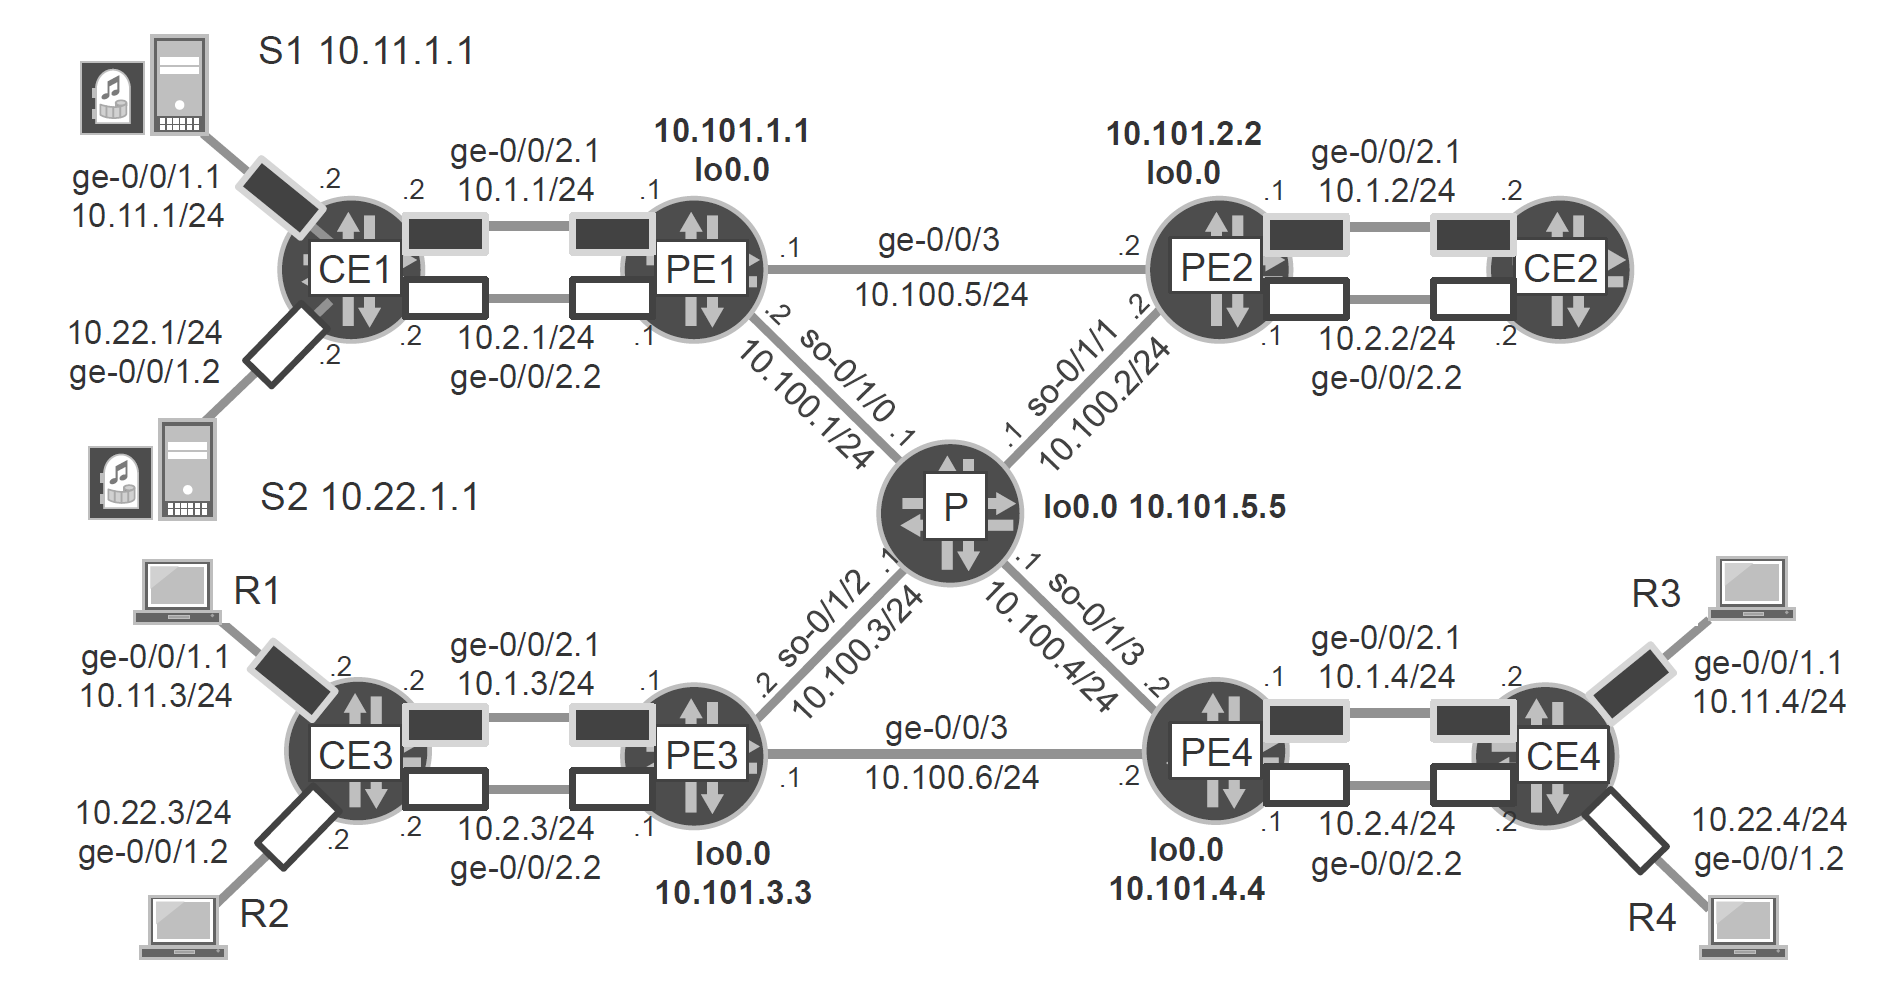 S1 10.11.1.1
ge-0/0/1.1
10.11.1/24
.2
.2
ge-0/0/2.1
10.1.1/24
.1
10.101.1.1
lo0.0
CE1
PE1
10.22.1/24
ge-0/0/1.2
.2
.2
10.2.1/24
ge-0/0/2.2
.1
S2 10.22.1.1
.1
ge-0/0/3
.2
10.100.5/24
10.101.2.2
lo0.0
.1
ge-0/0/2.1
10.1.2/24
.2
PE2
CE2
.1
10.2.2/24
ge-0/0/2.2
.2
.2
so-0/1/0
.1
10.100.1/24
.2
so-0/1/1
.1
10.100.2/24
P
lo0.0 10.101.5.5
.1
so-0/1/2
.2
10.100.3/24
.1
so-0/1/3
.2
10.100.4/24
R1
ge-0/0/1.1
10.11.3/24
.2
.2
ge-0/0/2.1
10.1.3/24
.1
CE3
PE3
10.22.3/24
ge-0/0/1.2
.2
.2
10.2.3/24
ge-0/0/2.2
.1
lo0.0
10.101.3.3
R2
.1
ge-0/0/3
.2
10.100.6/24
.1
ge-0/0/2.1
10.1.4/24
.2
PE4
CE4
.1
10.2.4/24
ge-0/0/2.2
.2
lo0.0
10.101.4.4
R3
ge-0/0/1.1
10.11.4/24
10.22.4/24
ge-0/0/1.2
R4